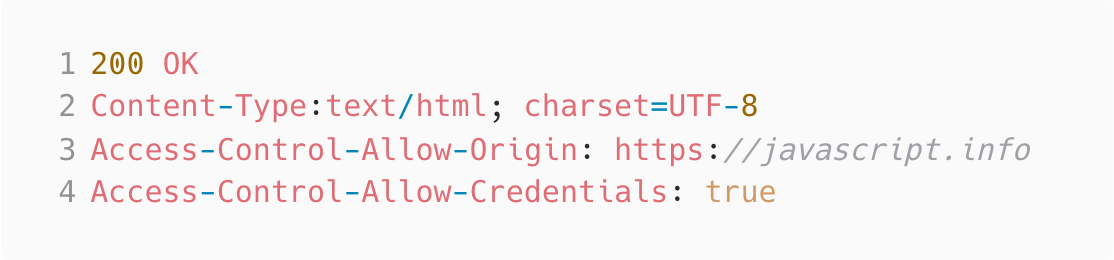 1 200 OK
2 Content-Type:text/html; charset=UTF-8
3 Access-Control-Allow-Origin: https://javascript.info
4 Access-Control-Allow-Credentials: true